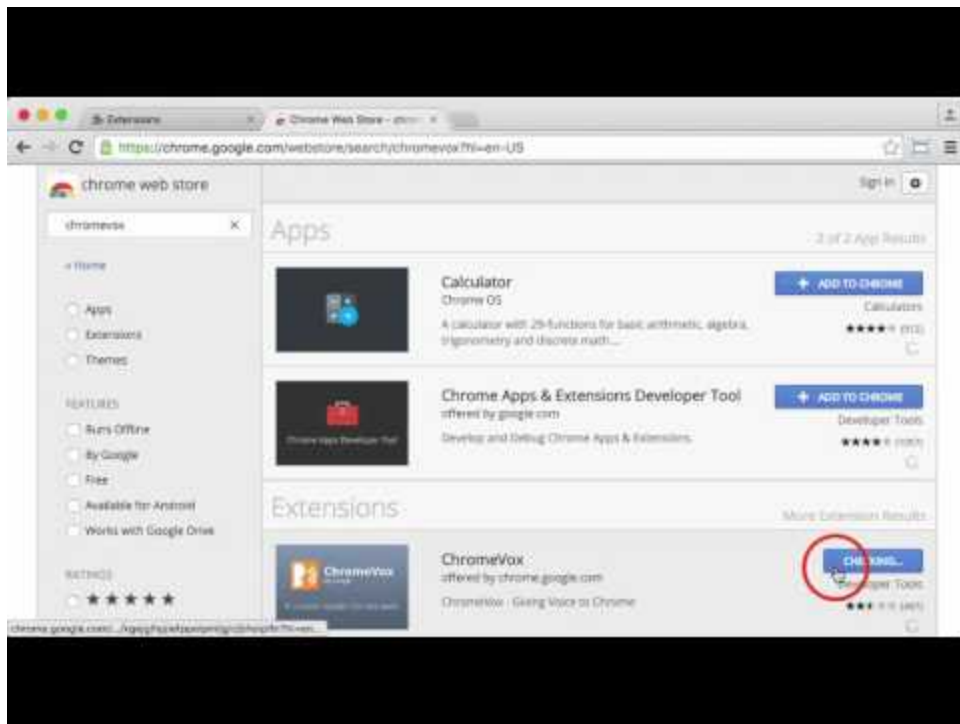 Extensions
Chrome Web Store - chrom
https://chrome.google.com/webstore/search/chromevox?hl=en-US
chrome web store
Sign in
chromevox
« Home
Apps
Extensions
Themes
FEATURES
Runs Offline
By Google
Free
Available for Android
Works with Google Drive
RATINGS
Apps
2 of 2 App Results
Calculator
Chrome OS
A calculator with 29-functions for basic arithmetic, algebra,
trigonometry and discrete math....
ADD TO CHROME
Calculators
Chrome Apps Developer Tool
Chrome Apps & Extensions Developer Tool
offered by google.com
Develop and Debug Chrome Apps & Extensions.
ADD TO CHROME
Developer Tools
Extensions
More Extension Results
ChromeVox
ChromeVox
offered by chrome.google.com
ChromeVox - Giving Voice to Chrome
CHECKING...
Developer Tools